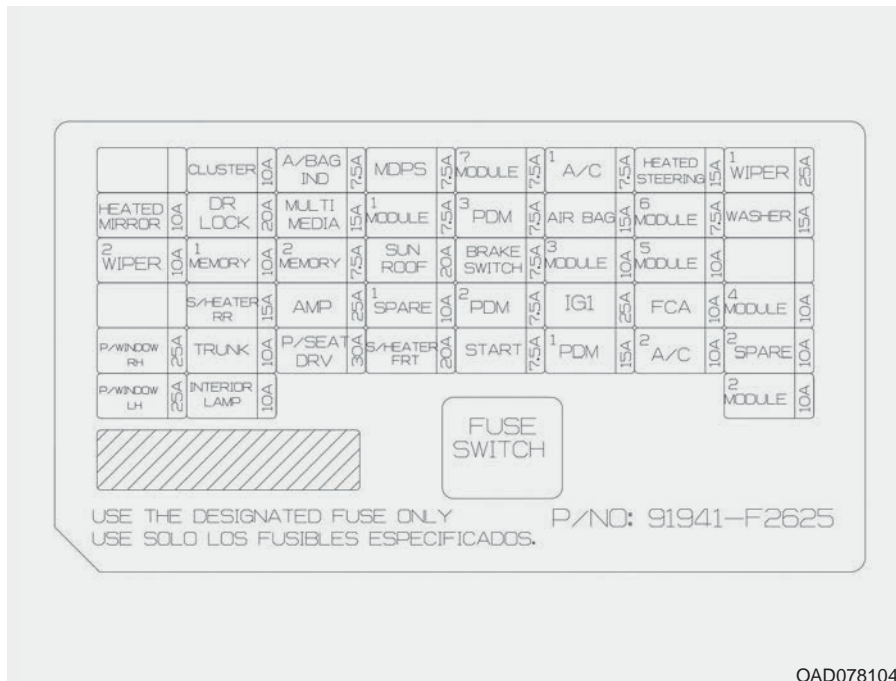 CLUSTER 10A A/BAG IND 7.5A MDPS 7.5A 7 MODULE 7.5A 1 A/C 7.5A HEATED STEERING 15A 1 WIPER 25A
HEATED MIRROR 10A DR LOCK 20A MULTI MEDIA 15A 1 MODULE 7.5A 3 PDM 7.5A AIR BAG 15A 6 MODULE 7.5A WASHER 15A
2 WIPER 10A 1 MEMORY 10A 2 MEMORY 7.5A SUN ROOF 20A BRAKE SWITCH 7.5A 3 MODULE 10A 5 MODULE 10A
S/HEATER RR 15A AMP 25A 1 SPARE 10A 2 PDM 7.5A IG1 25A FCA 10A 4 MODULE 10A
P/WINDOW RH 25A TRUNK 10A P/SEAT DRV 30A S/HEATER FRT 20A START 7.5A 1 PDM 15A 2 A/C 10A 2 SPARE 10A
P/WINDOW LH 25A INTERIOR LAMP 10A 2 MODULE 10A
FUSE
SWITCH
USE THE DESIGNATED FUSE ONLY P/NO: 91941-F2625
USE SOLO LOS FUSIBLES ESPECIFICADOS.
OAD078104